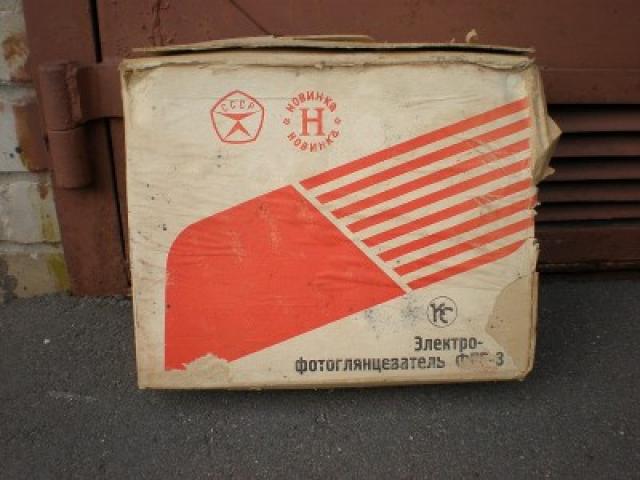 СССР
НОВИНКА
Н
НОВИНКА
Электро-
фотоглянцеватель